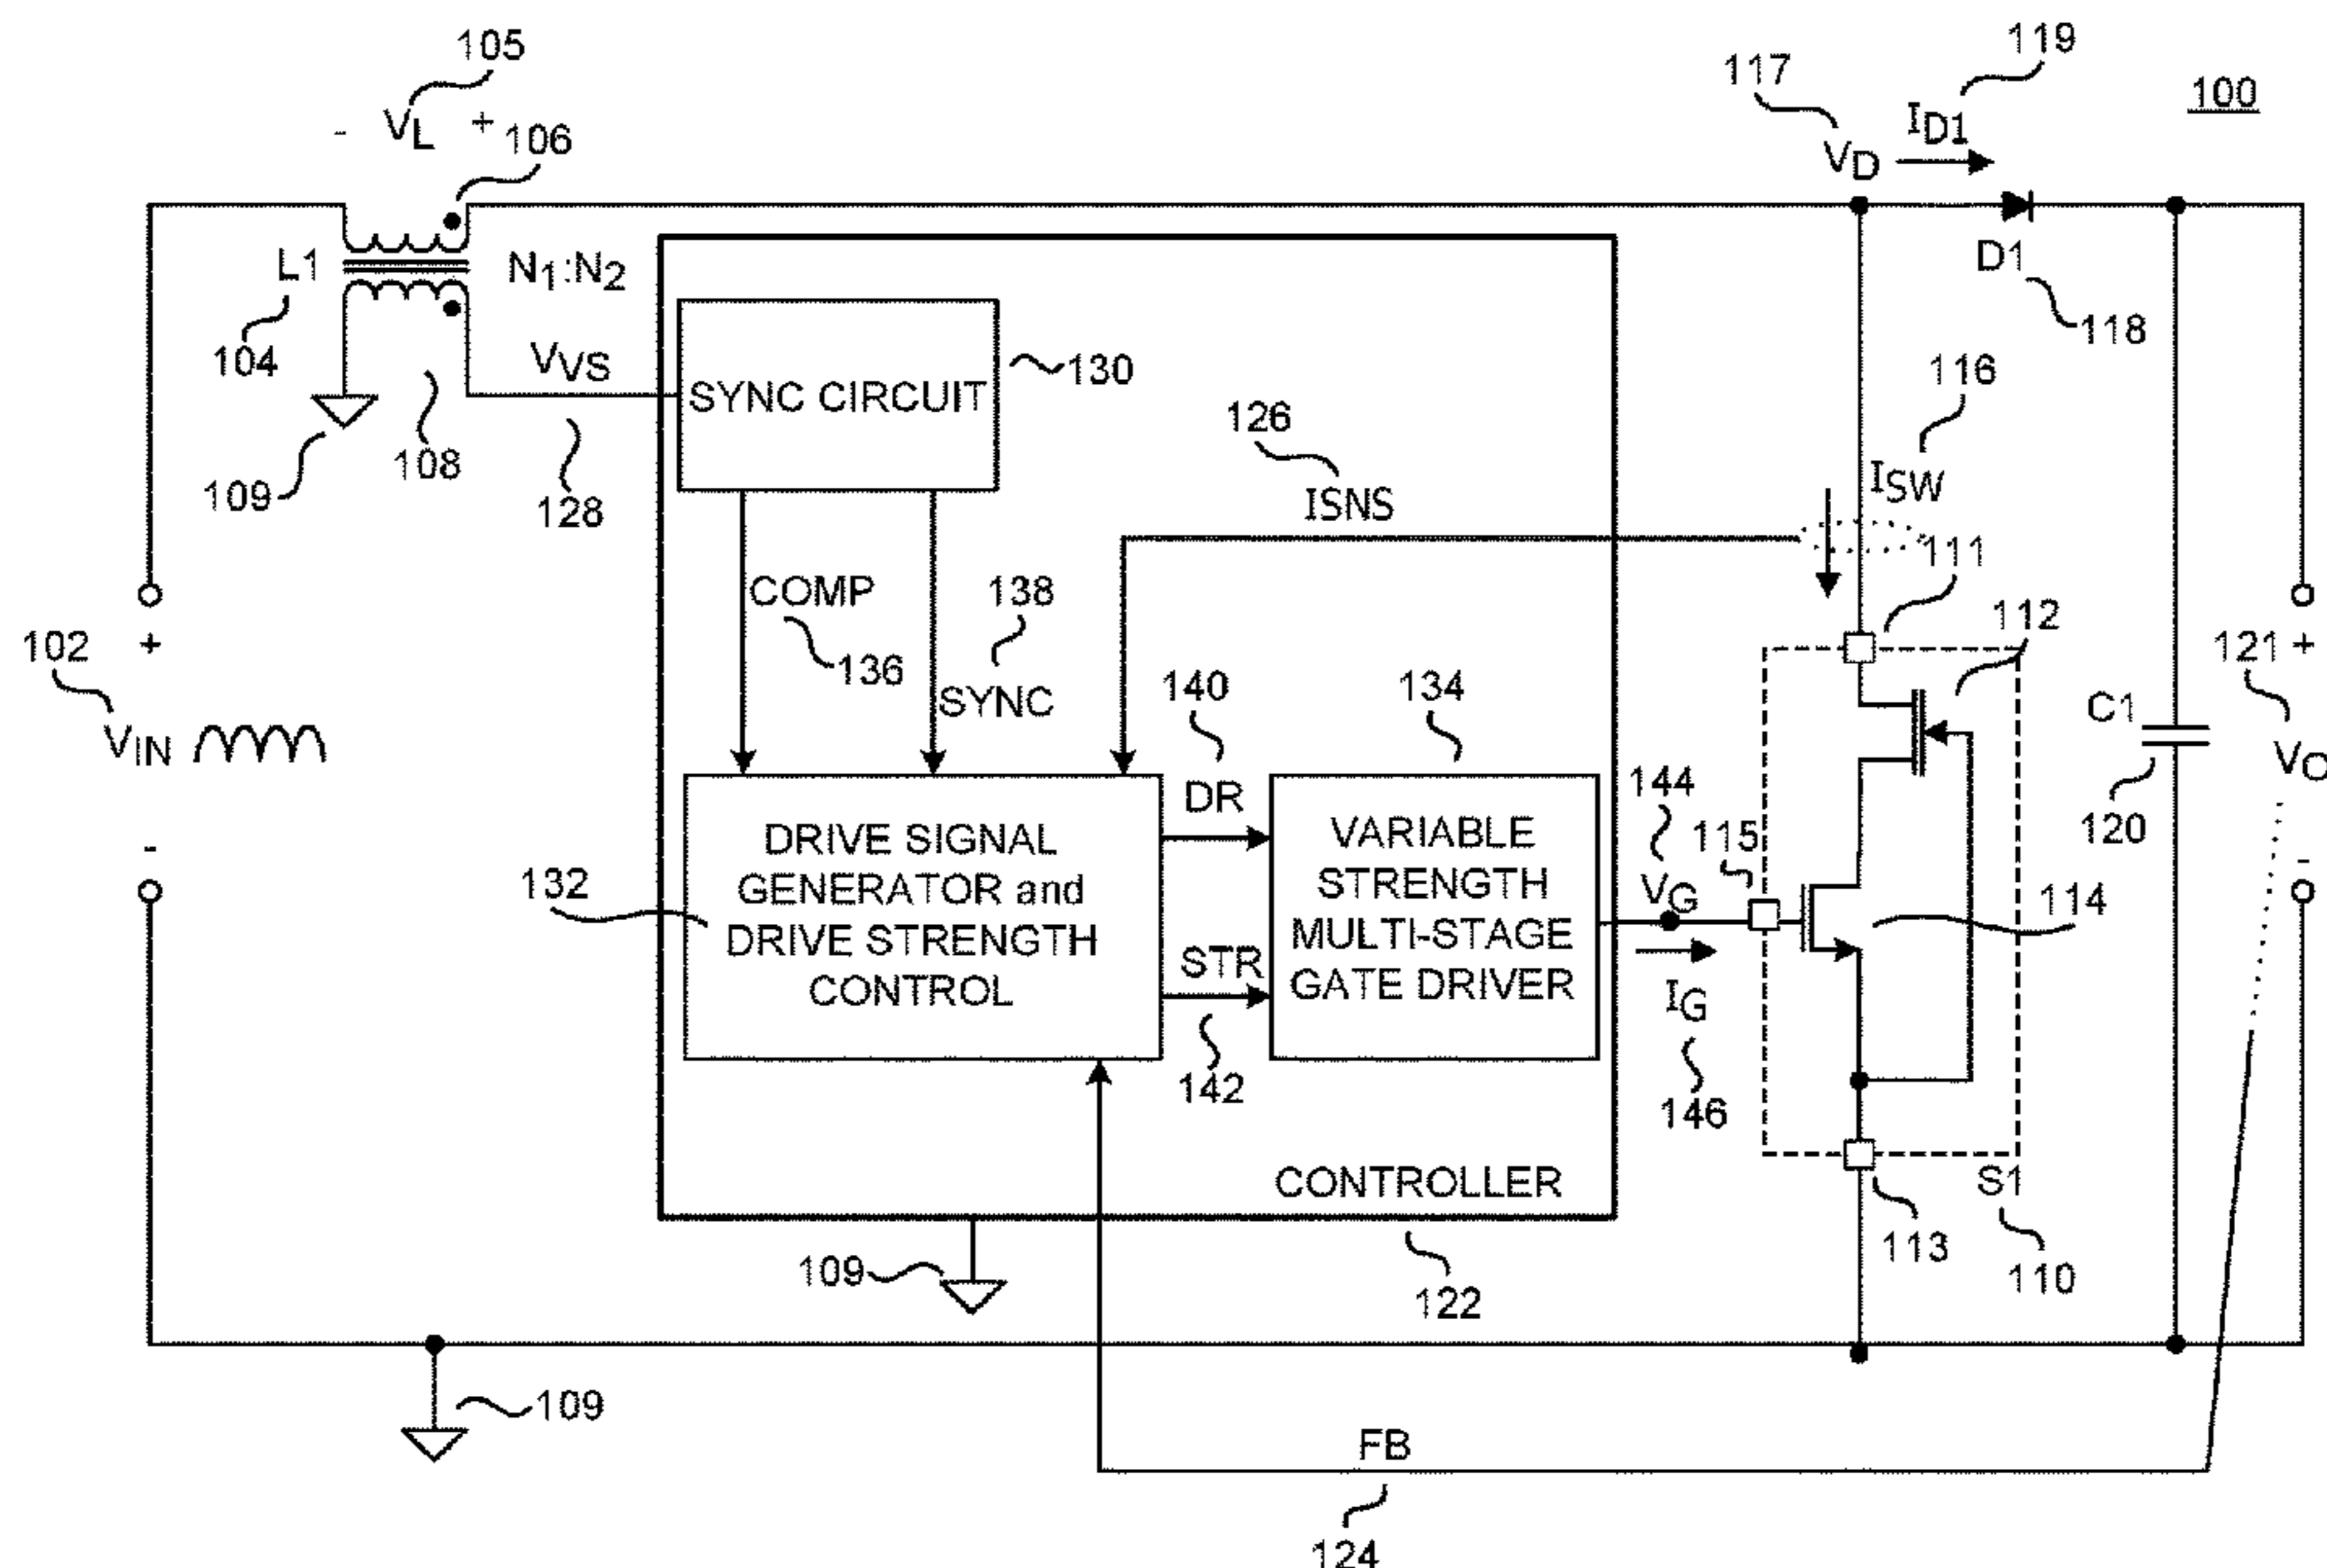 105
119
117
100
- VL +
106
ID1
VD
L1
N1:N2
D1
104
VVS
118
SYNC CIRCUIT
130
116
126
109
108
128
ISNS
ISW
111
COMP
138
112
102
+
136
121 +
SYNC
140
134
C1
VIN
DR
144
VO
115
120
-
DRIVE SIGNAL
GENERATOR and
DRIVE STRENGTH
CONTROL
VARIABLE
STRENGTH
MULTI-STAGE
GATE DRIVER
-
132
VG
114
STR
IG
142
146
CONTROLLER
S1
113
109
110
122
109
FB
124